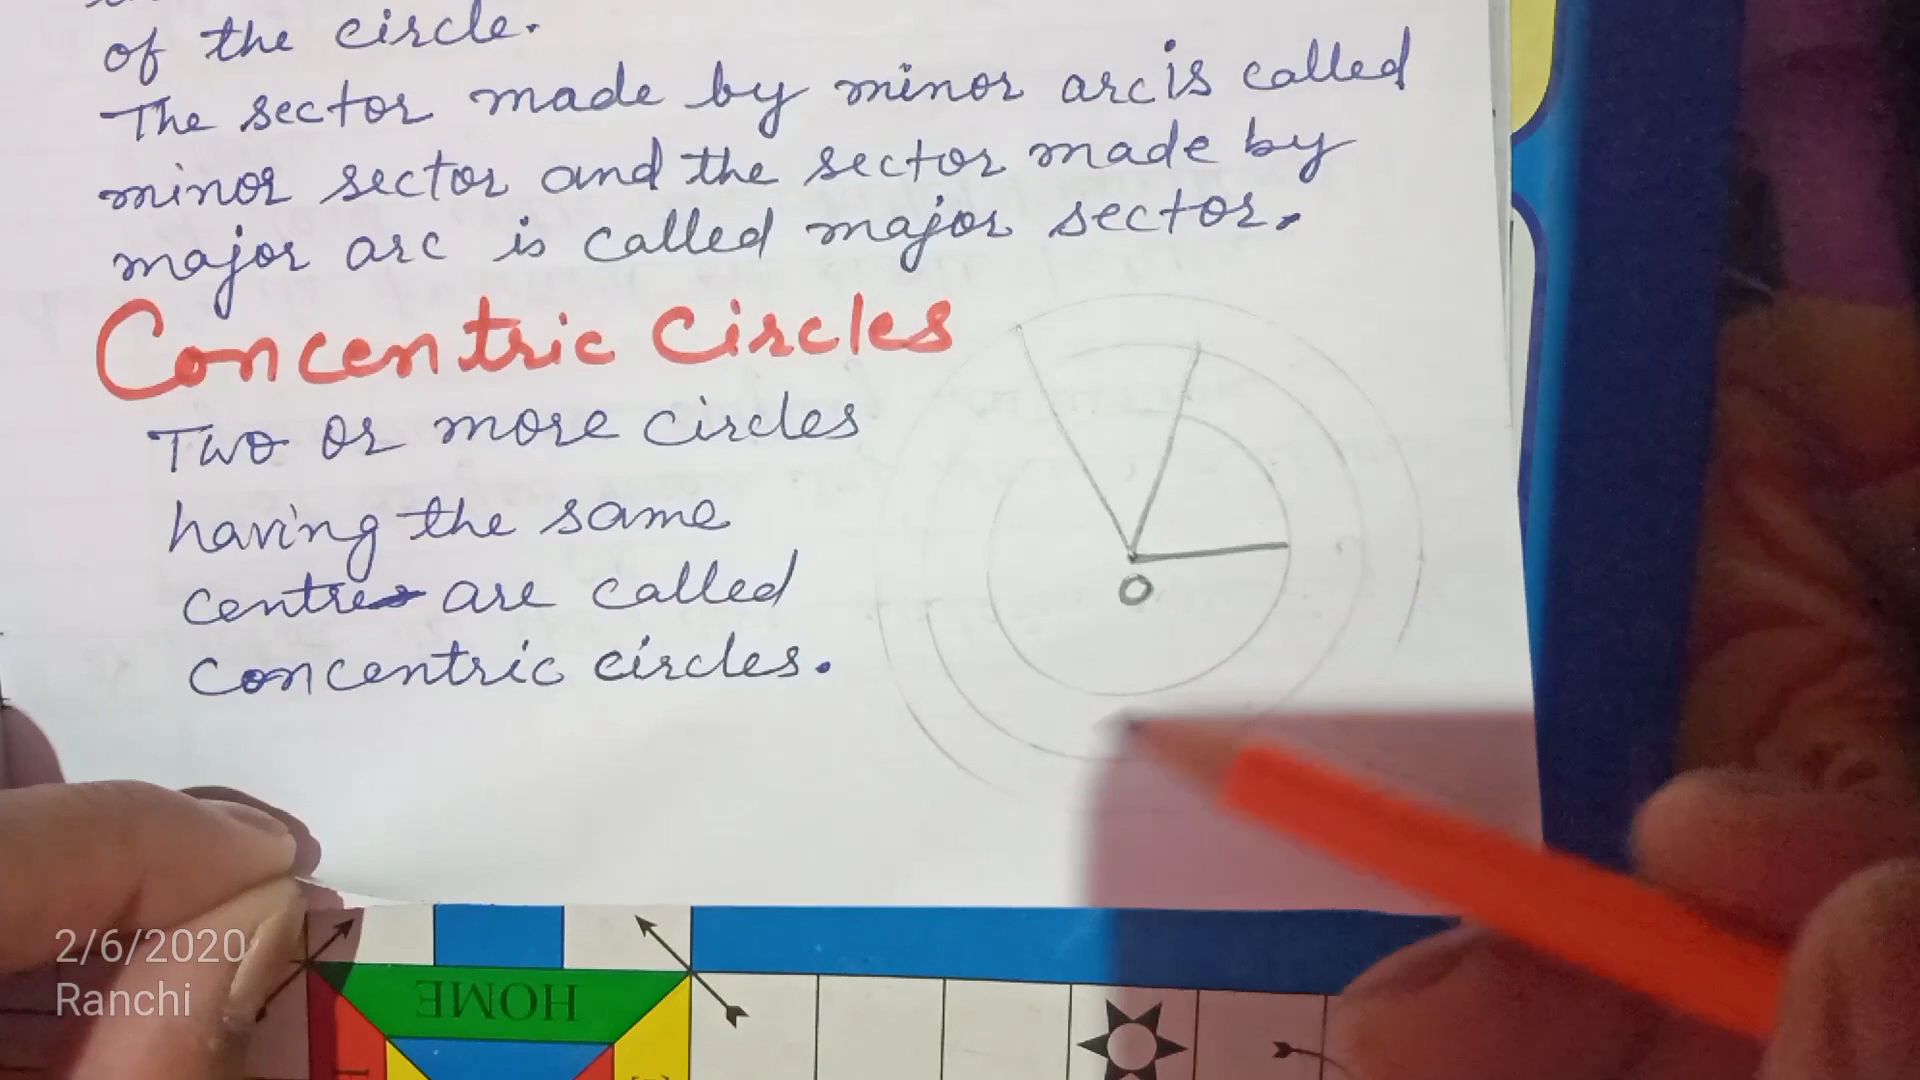 of the circle.
The sector made by minor arc is called
minor sector and the sector made by
major arc is called major sector.
Concentric Circles
Two or more circles
having the same
centre are called
Concentric circles.
O
2/6/2020
Ranchi
HOME